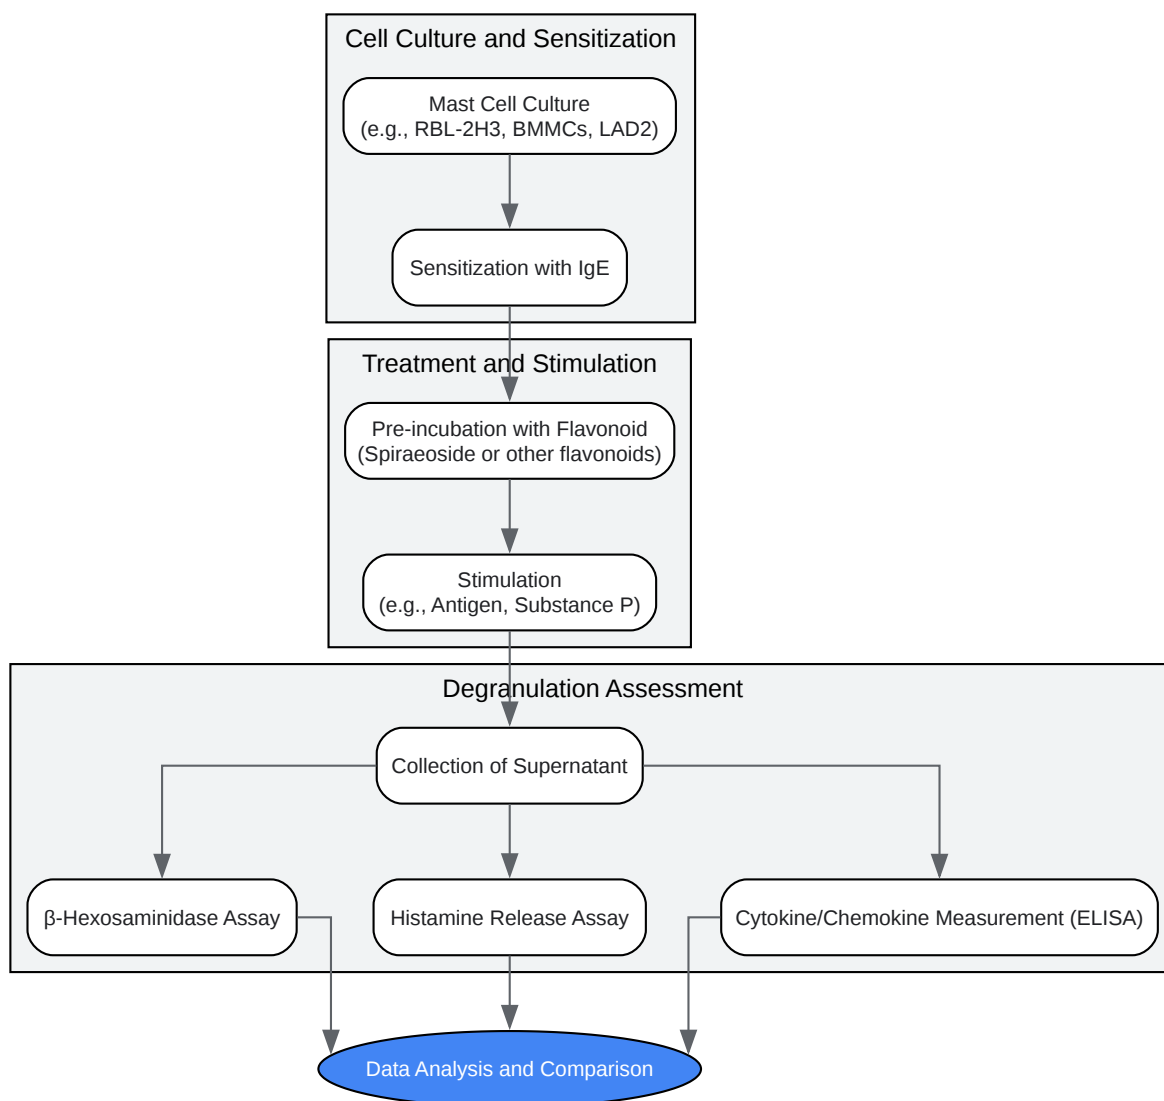 Cell Culture and Sensitization
Mast Cell Culture
(e.g., RBL-2H3, BMMCs, LAD2)
Sensitization with IgE
Treatment and Stimulation
Pre-incubation with Flavonoid
(Spiraeoside or other flavonoids)
Stimulation
(e.g., Antigen, Substance P)
Degranulation Assessment
Collection of Supernatant
β-Hexosaminidase Assay
Histamine Release Assay
Cytokine/Chemokine Measurement (ELISA)
Data Analysis and Comparison